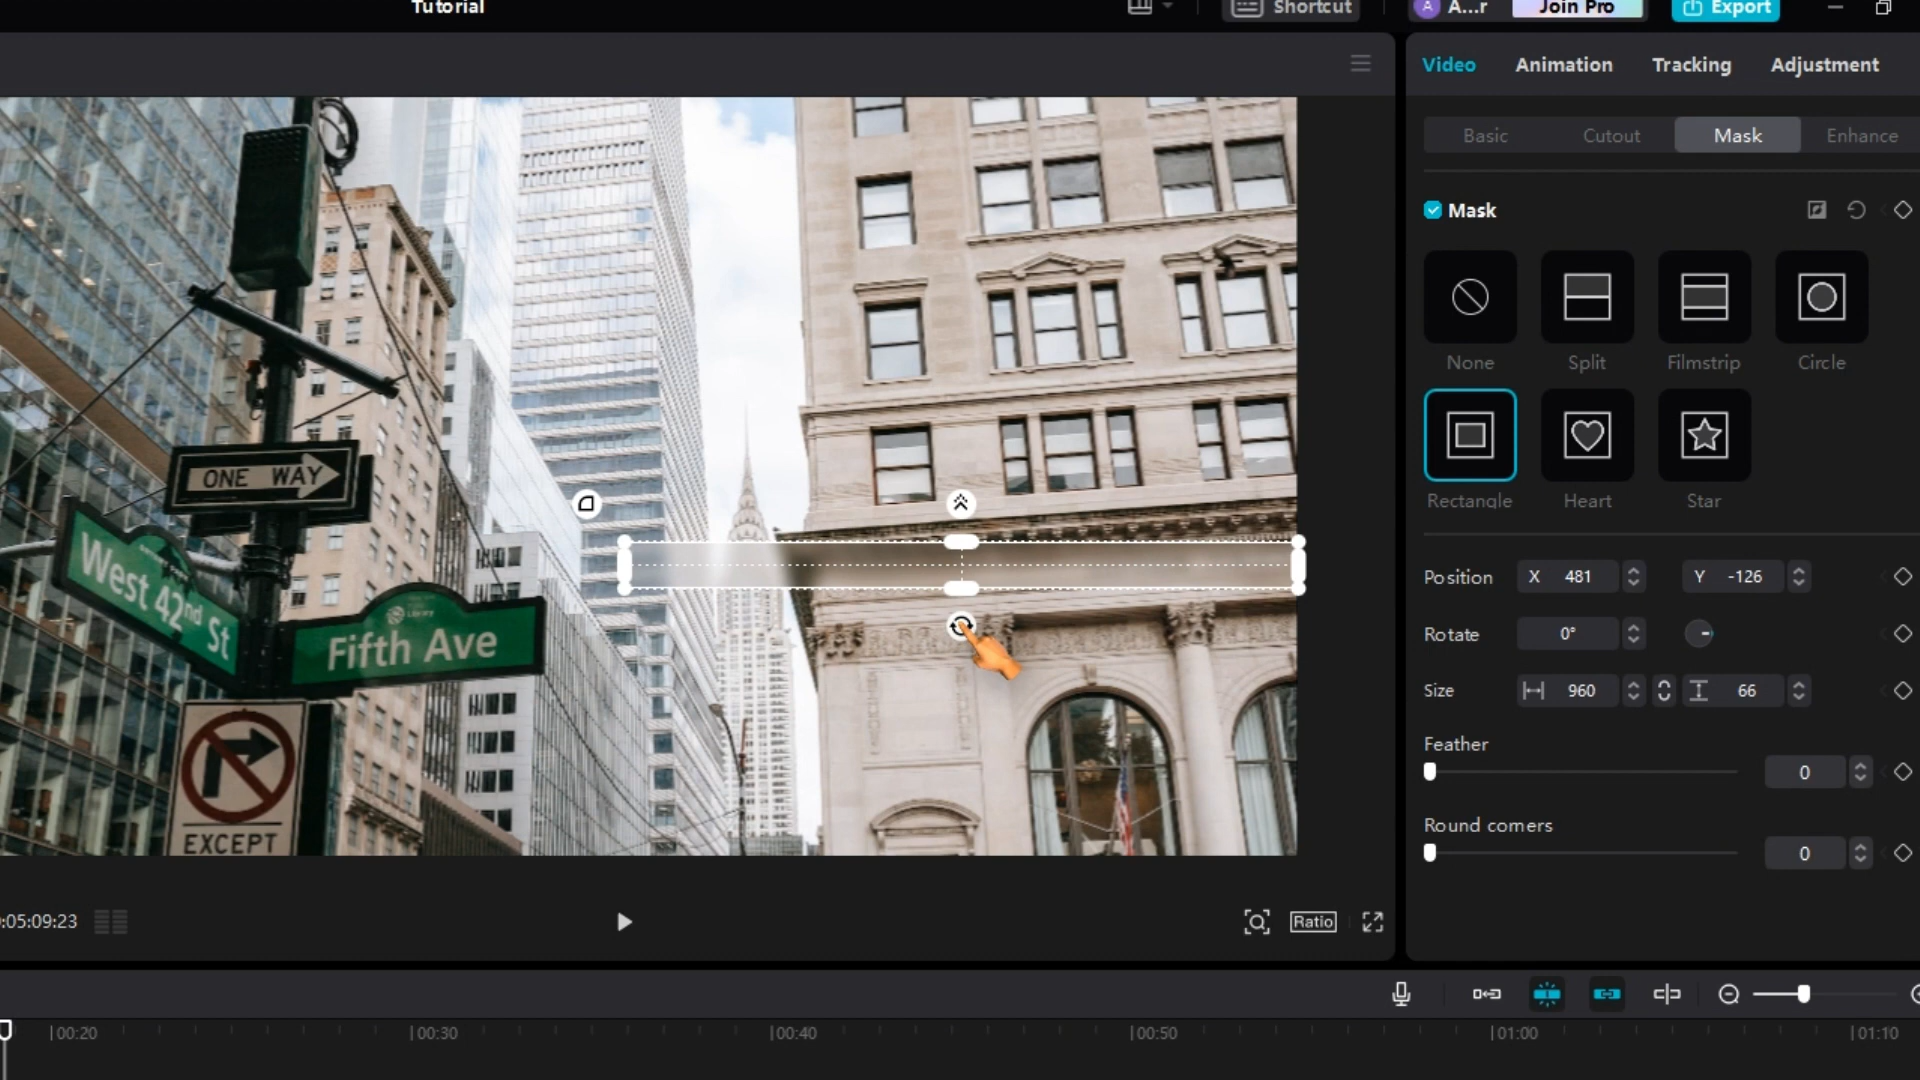 Tutorial
Shortcut
A A...r
Join Pro
Export
Video Animation Tracking Adjustment
Basic Cutout Mask Enhance
Mask
None Split Filmstrip Circle
Rectangle Heart Star
Position X 481 Y -126
Rotate 0°
Size 960 66
Feather
0
Round corners
0
ONE WAY
West 42nd St
Library
Fifth Ave
EXCEPT
:05:09:23
Ratio
00:20 00:30 00:40 00:50 01:00 01:10